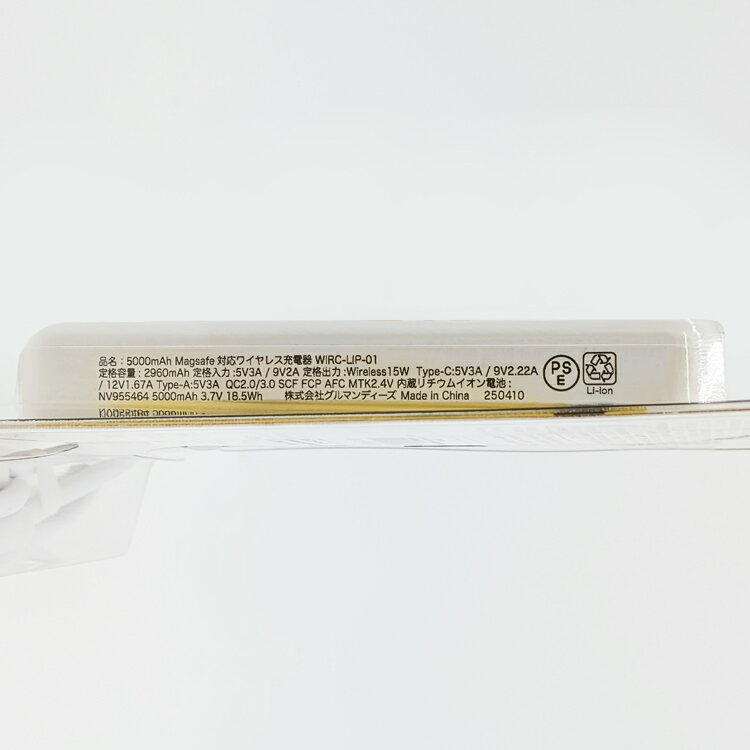 品名：5000mAh Magsafe 対応ワイヤレス充電器 WIRC-LIP-01
定格容量：2960mAh 定格入力：5V3A / 9V2A 定格出力：Wireless15W Type-C:5V3A / 9V2.22A
/ 12V1.67A Type-A:5V3A QC2.0/3.0 SCF FCP AFC MTK2.4V 内蔵リチウムイオン電池：
NV955464 5000mAh 3.7V 18.5Wh 株式会社グルマンディーズ Made in China 250410
PS
E
Li-Ion